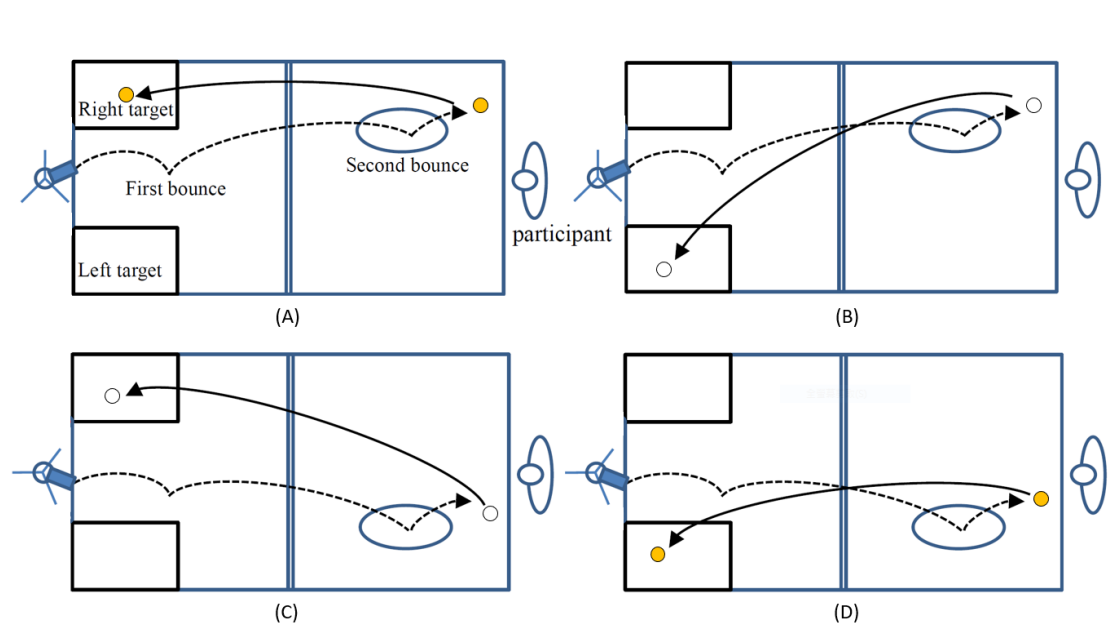 Right target
First bounce
Second bounce
participant
Left target
(A)
(B)
(C)
(D)